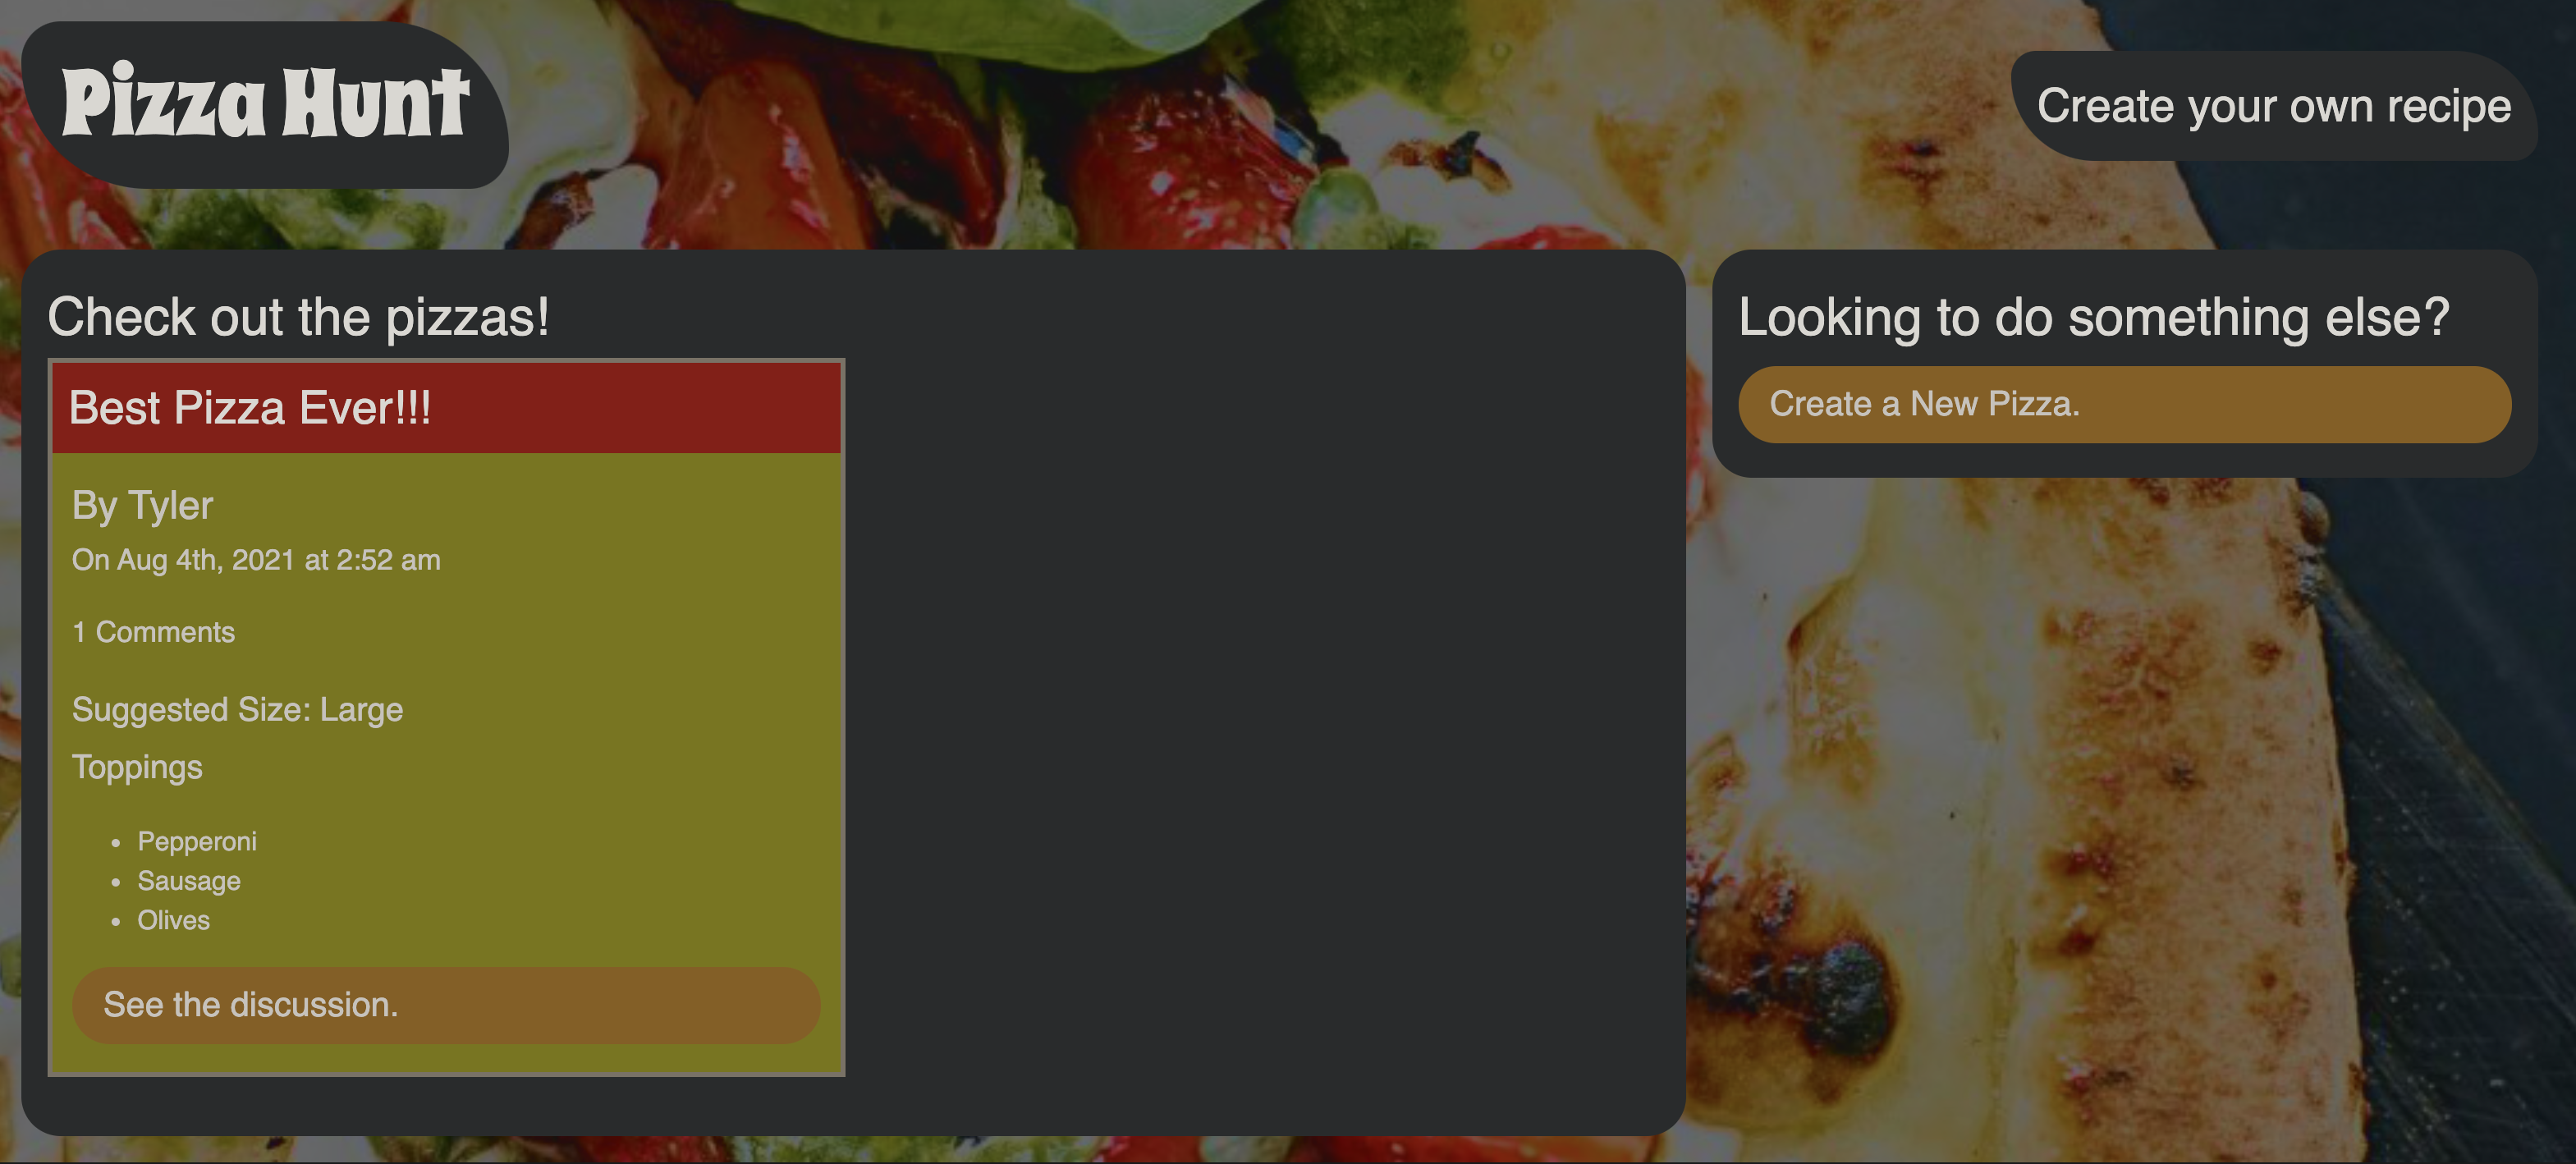 Pizza Hunt
Create your own recipe
Check out the pizzas!
Best Pizza Ever!!!
By Tyler
On Aug 4th, 2021 at 2:52 am
1 Comments
Suggested Size: Large
Toppings
Pepperoni
Sausage
Olives
See the discussion.
Looking to do something else?
Create a New Pizza.